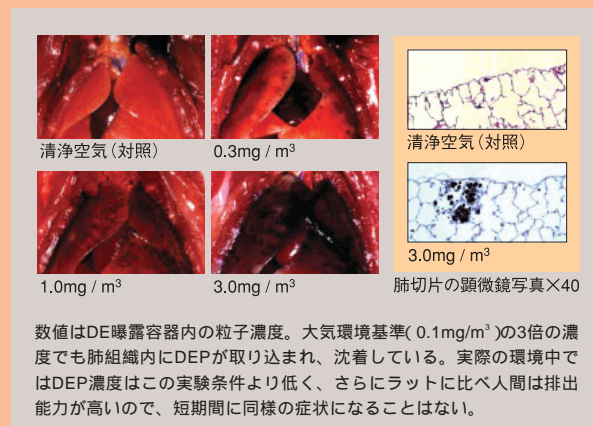 清浄空気（対照）
0.3mg / m³
清浄空気（対照）
1.0mg / m³
3.0mg / m³
3.0mg / m³
肺切片の顕微鏡写真×40
数値はDE曝露容器内の粒子濃度。大気環境基準( 0.1mg/m³ )の3倍の濃
度でも肺組織内にDEPが取り込まれ、沈着している。実際の環境中で
はDEP濃度はこの実験条件より低く、さらにラットに比べ人間は排出
能力が高いので、短期間に同様の症状になることはない。